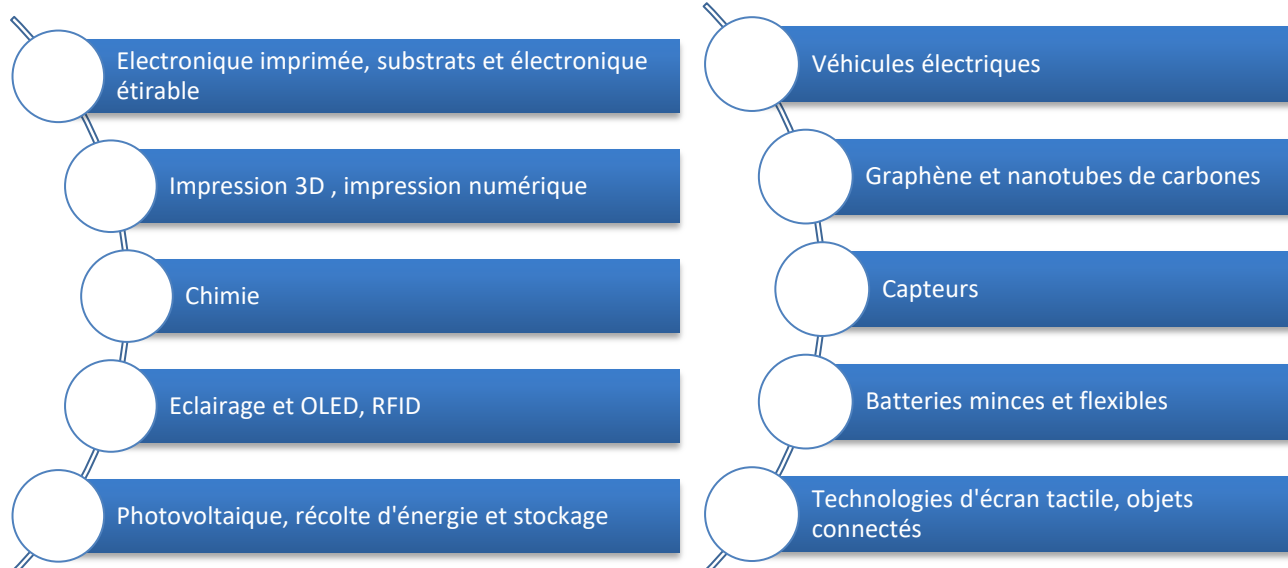 Electronique imprimée, substrats et électronique
étirable
Impression 3D , impression numérique
Chimie
Eclairage et OLED, RFID
Photovoltaique, récolte d'énergie et stockage
Véhicules électriques
Graphène et nanotubes de carbones
Capteurs
Batteries minces et flexibles
Technologies d'écran tactile, objets
connectés